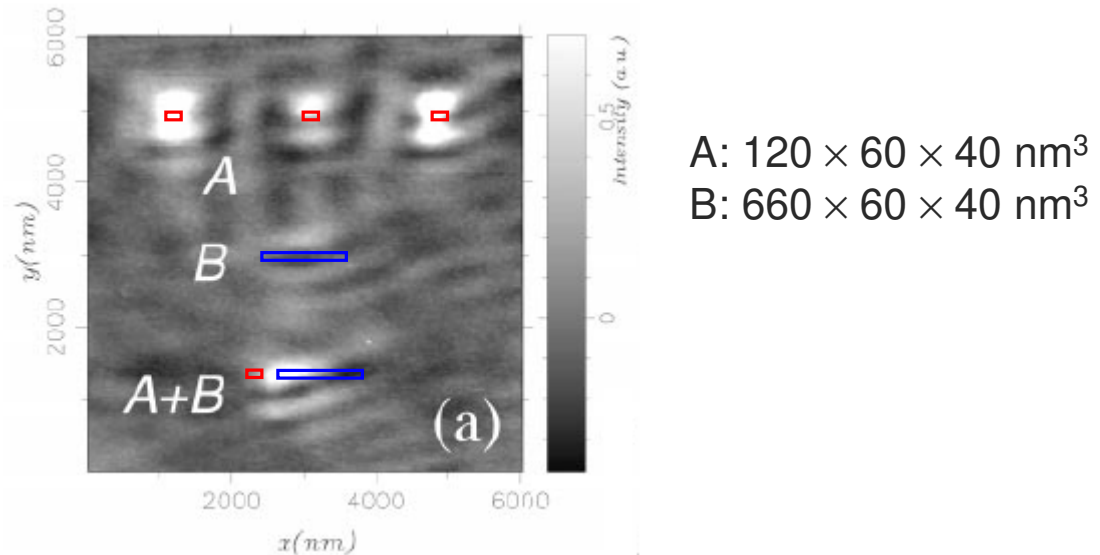 6000
4000
2000
y(nm)
A
B
A+B
(a)
2000 4000 6000
x(nm)
0.5
0
Intensity (a.u)
A: 120 × 60 × 40 nm³
B: 660 × 60 × 40 nm³